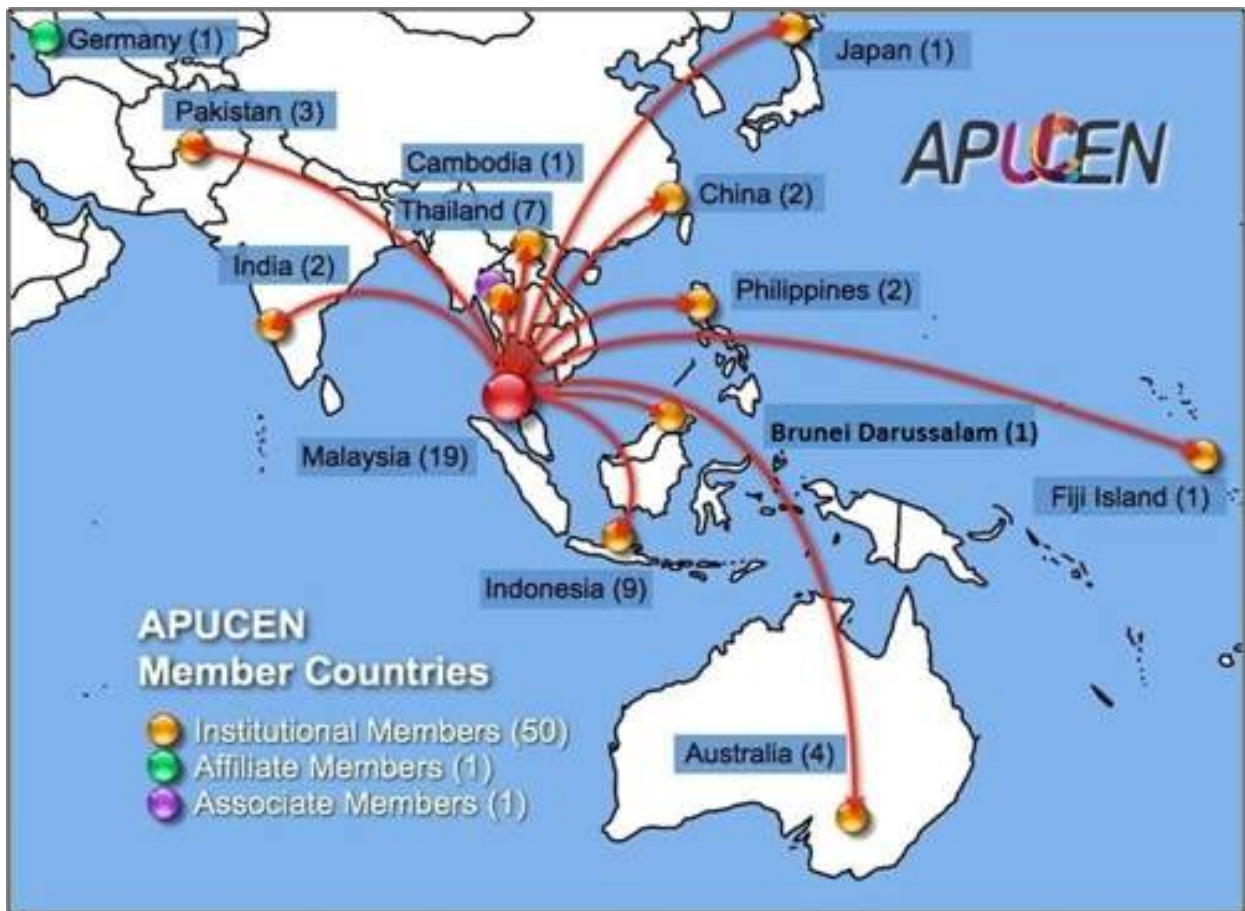 Germany (1)
Japan (1)
Pakistan (3)
APUCEN
Cambodia (1)
China (2)
Thailand (7)
India (2)
Philippines (2)
Brunei Darussalam (1)
Malaysia (19)
Fiji Island (1)
Indonesia (9)
APUCEN
Member Countries
Institutional Members (50)
Affiliate Members (1)
Associate Members (1)
Australia (4)